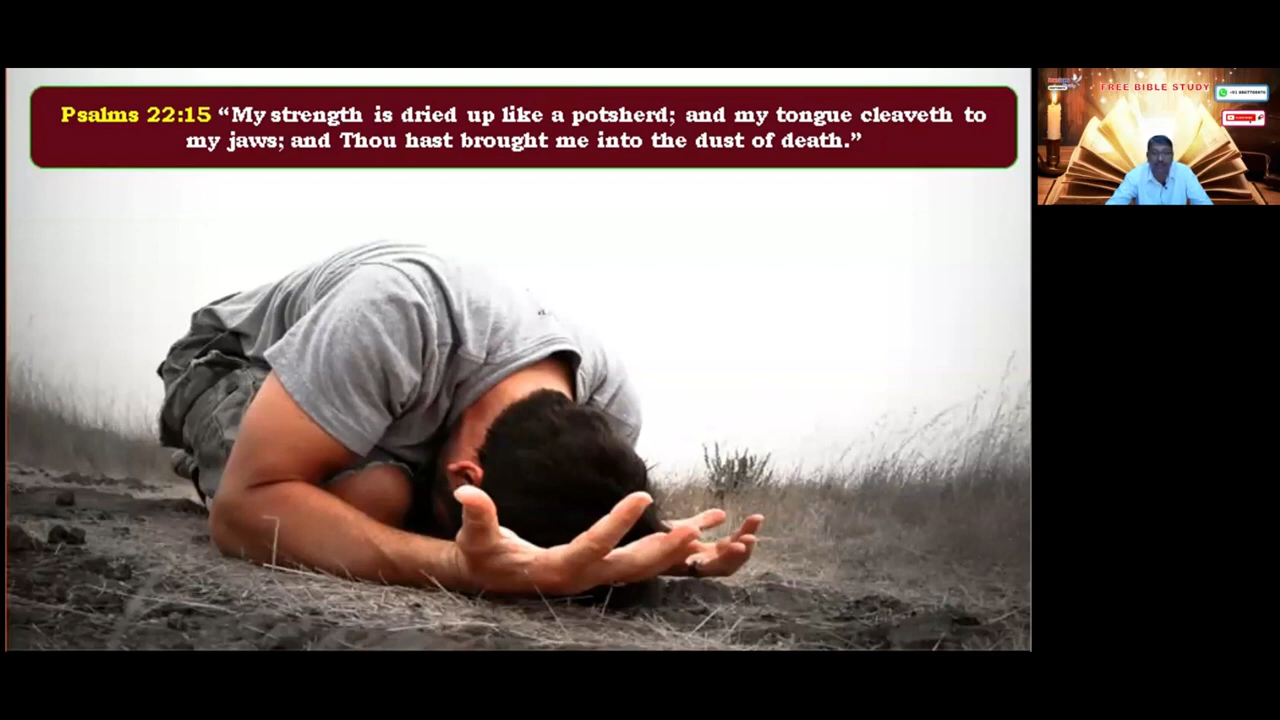 Psalms 22:15 “My strength is dried up like a potsherd; and my tongue cleaveth to
my jaws; and Thou hast brought me into the dust of death.”
FREE BIBLE STUDY